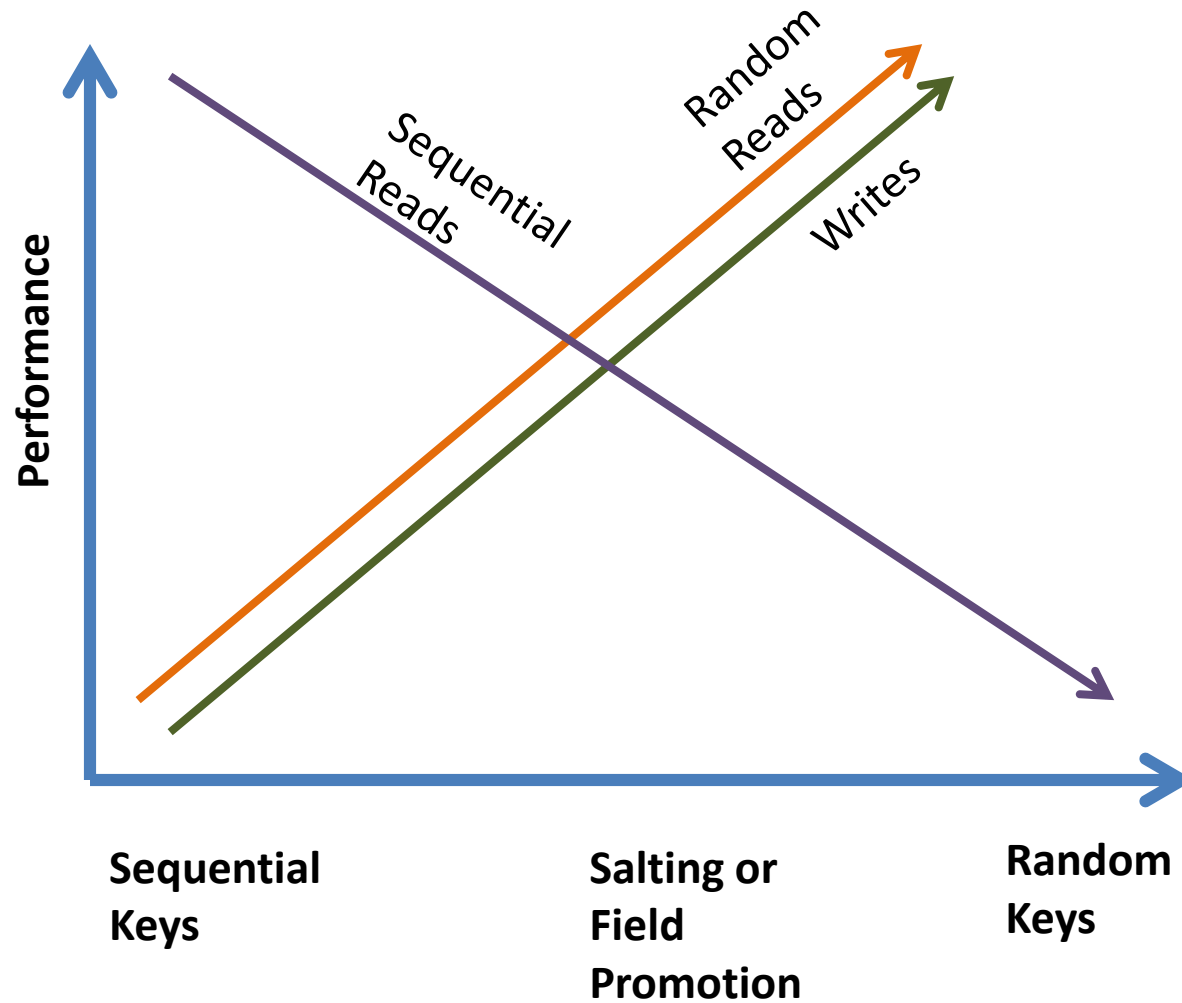 Performance
Sequential
Reads
Random
Reads
Writes
Sequential
Keys
Salting or
Field
Promotion
Random
Keys